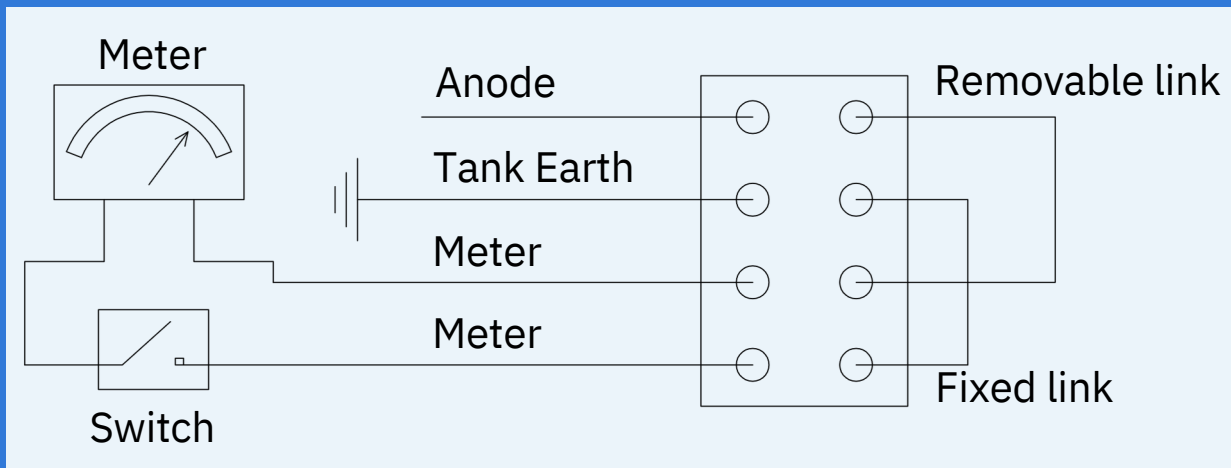 Meter
Anode
Removable link
Tank Earth
Meter
Meter
Fixed link
Switch